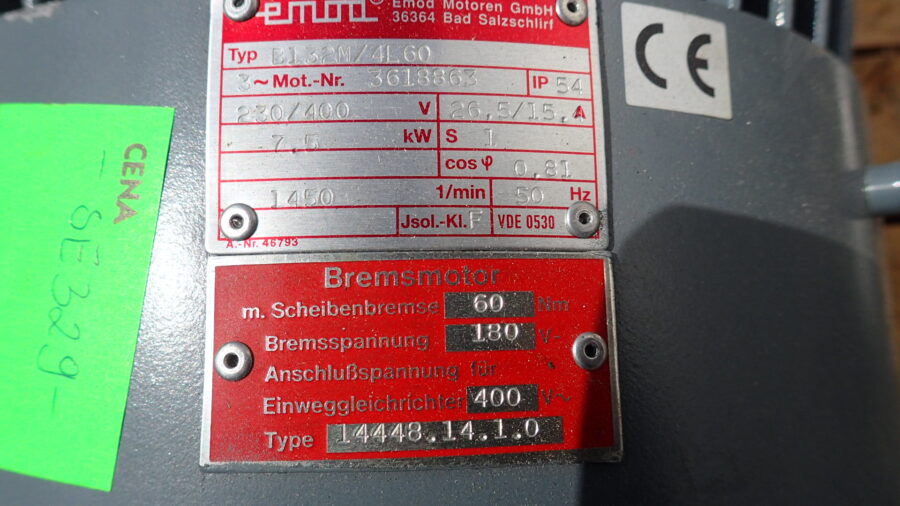 emod®
Emod Motoren GmbH
36364 Bad Salzschlirf
Typ B132M/4L60
3~ Mot.-Nr. 3618863 IP 54
230/400 V 26,5/15, A
7,5 kW S 1
cos φ 0,81
1450 1/min 50 Hz
Jsol.-Kl. F VDE 0530
A.-Nr. 46793
Bremsmotor
m. Scheibenbremse 60 Nm
Bremsspannung 180 V-
Anschlußspannung für
Einweggleichrichter 400 V~
Type 14448.14.1.0
CE
CENA
- 8E329-